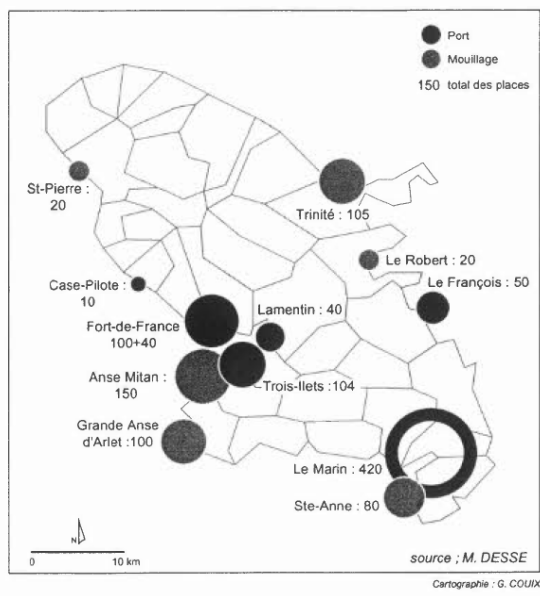 Port
Mouillage
150 total des places
St-Pierre :
20
Trinité : 105
Le Robert : 20
Case-Pilote :
10
Le François : 50
Fort-de-France
100+40
Lamentin : 40
Anse Mitan :
150
Trois-Ilets :104
Grande Anse
d'Arlet :100
Le Marin : 420
Ste-Anne : 80
N
0 10 km
source ; M. DESSE
Cartographie : G. COUIX